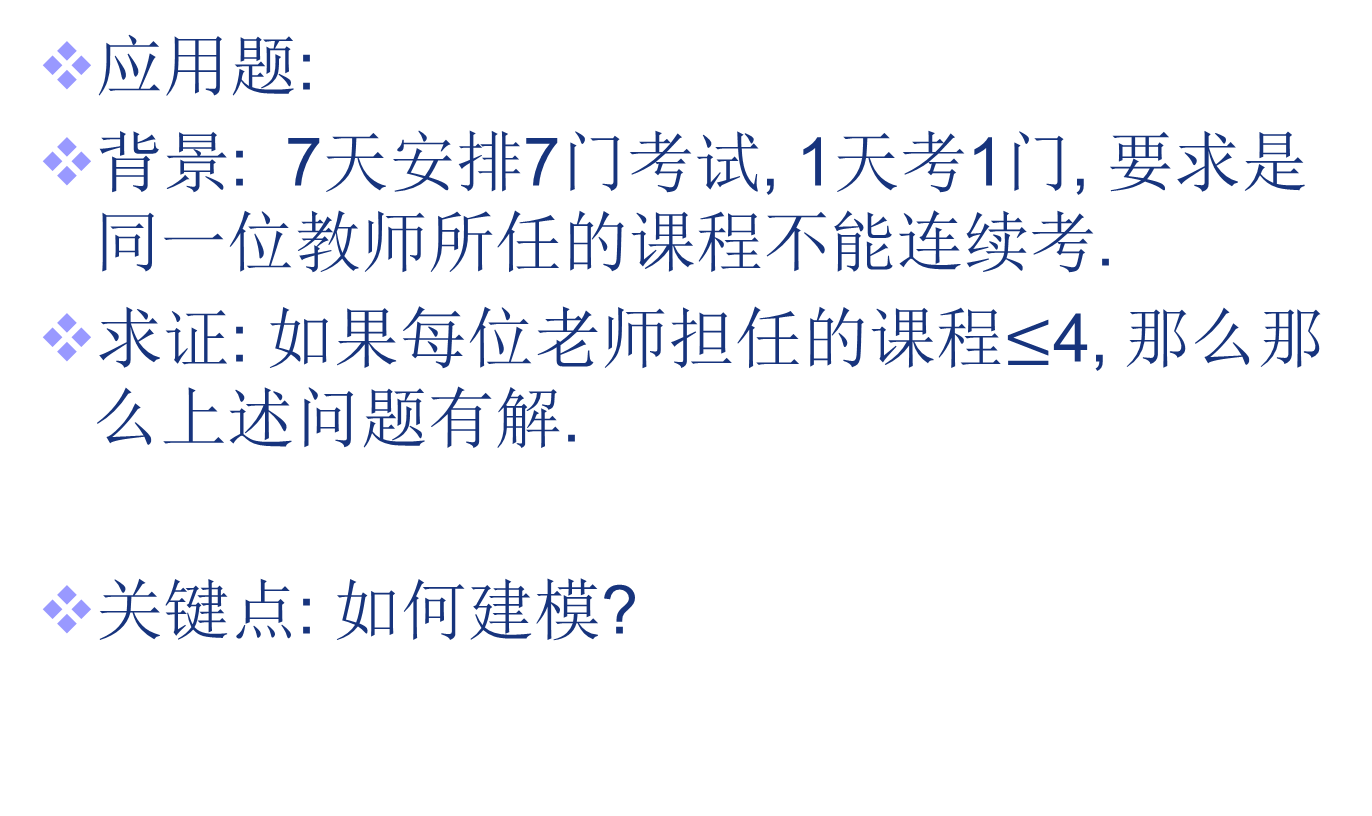 ❖应用题:
❖背景: 7天安排7门考试, 1天考1门, 要求是
同一位教师所任的课程不能连续考.
❖求证: 如果每位老师担任的课程≤4, 那么那
么上述问题有解.
❖关键点: 如何建模?